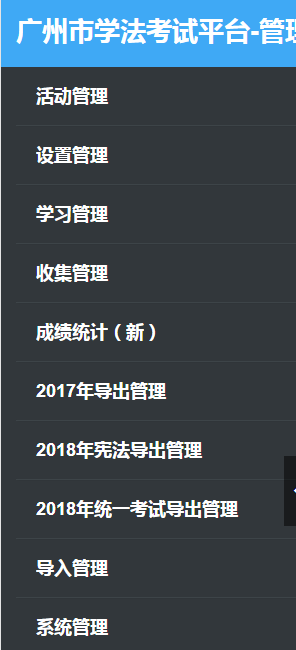 广州市学法考试平台-管理
活动管理
设置管理
学习管理
收集管理
成绩统计（新）
2017年导出管理
2018年宪法导出管理
2018年统一考试导出管理
导入管理
系统管理